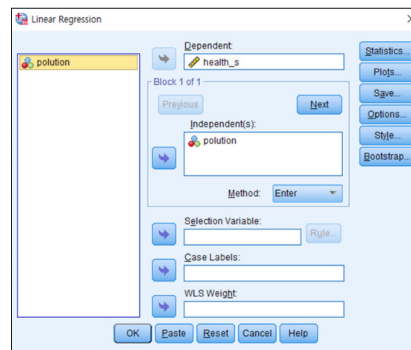 Linear Regression
polution
Dependent:
health_s
Block 1 of 1
Previous
Next
Independent(s):
polution
Method:
Enter
Selection Variable:
Rule...
Case Labels:
WLS Weight:
Statistics...
Plots...
Save...
Options...
Style...
Bootstrap...
OK
Paste
Reset
Cancel
Help